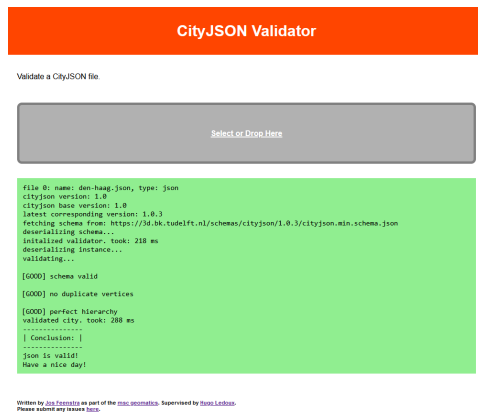 CityJSON Validator
Validate a CityJSON file.
Select or Drop Here
file 0: name: den-haag.json, type: json
cityjson version: 1.0
cityjson base version: 1.0
latest corresponding version: 1.0.3
fetching schema from: https://3d.bk.tudelft.nl/schemas/cityjson/1.0.3/cityjson.min.schema.json
deserializing schema...
initalized validator. took: 218 ms
deserializing instance...
validating...
[GOOD] schema valid
[GOOD] no duplicate vertices
[GOOD] perfect hierarchy
validated city. took: 288 ms
---------------
| Conclusion: |
---------------
json is valid!
Have a nice day!
Written by Jos Feenstra as part of the msc geomatics. Supervised by Hugo Ledoux.
Please submit any issues here.